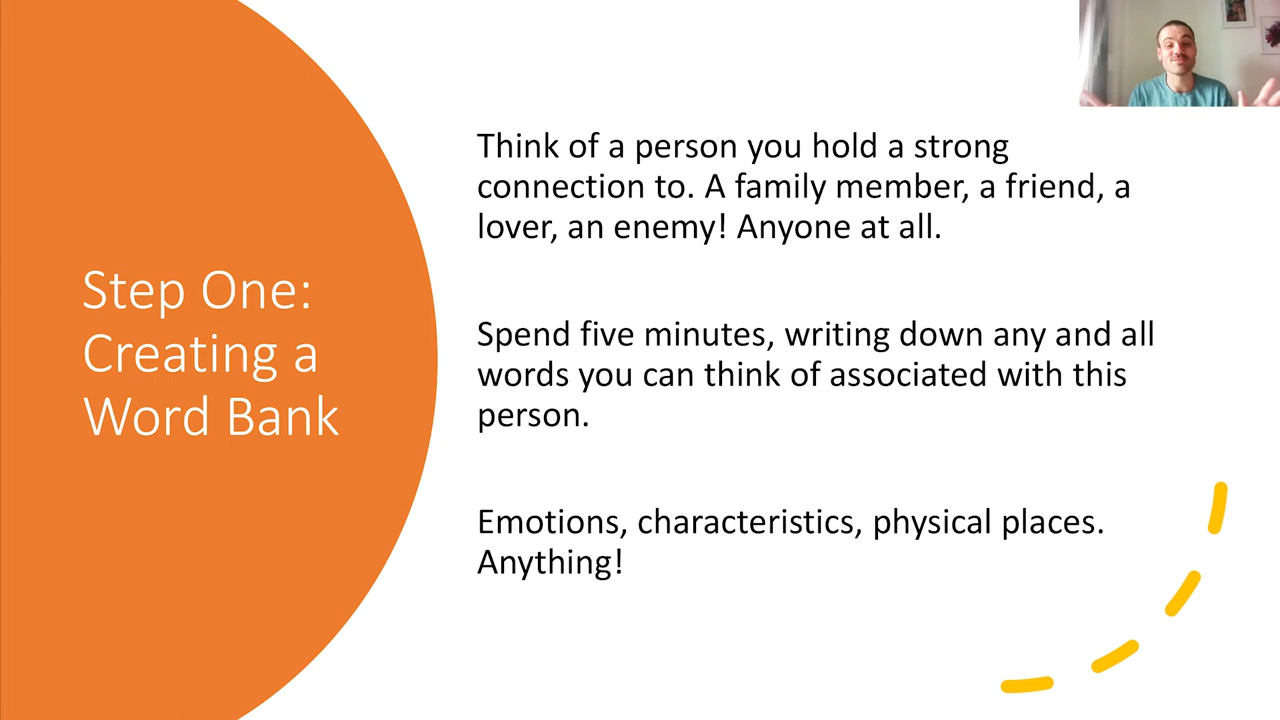 Step One:
Creating a
Word Bank
Think of a person you hold a strong
connection to. A family member, a friend, a
lover, an enemy! Anyone at all.
Spend five minutes, writing down any and all
words you can think of associated with this
person.
Emotions, characteristics, physical places.
Anything!